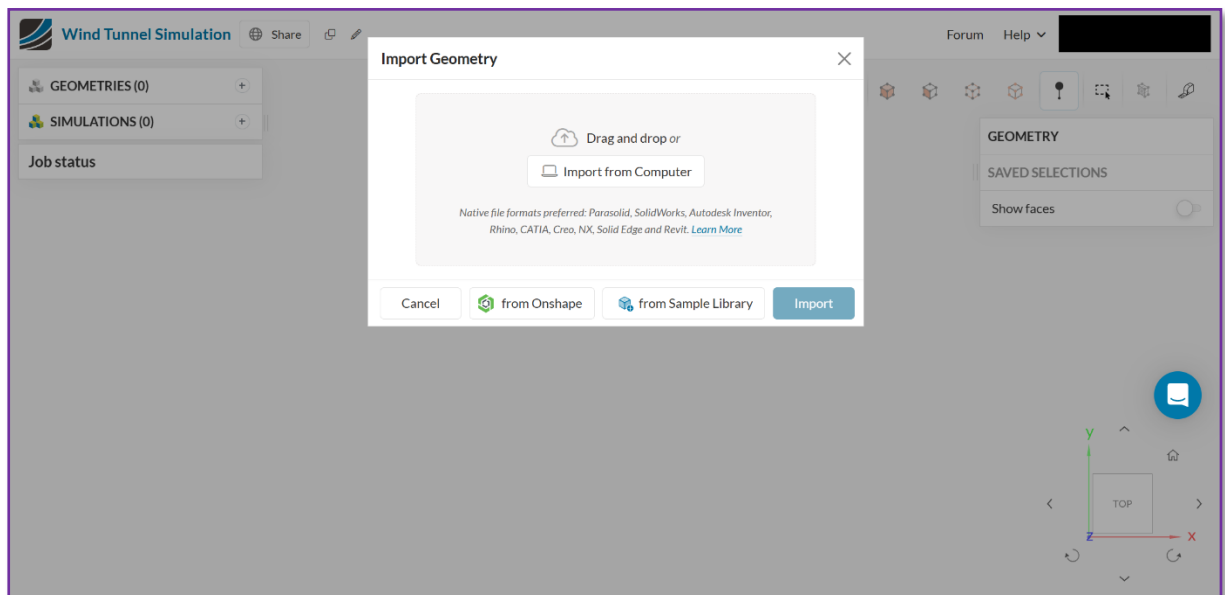 Wind Tunnel Simulation Share Forum Help
Import Geometry
GEOMETRIES (0)
SIMULATIONS (0)
Job status
Drag and drop or
Import from Computer
Native file formats preferred: Parasolid, SolidWorks, Autodesk Inventor,
Rhino, CATIA, Creo, NX, Solid Edge and Revit. Learn More
Cancel from Onshape from Sample Library Import
GEOMETRY
SAVED SELECTIONS
Show faces
y
TOP
z x